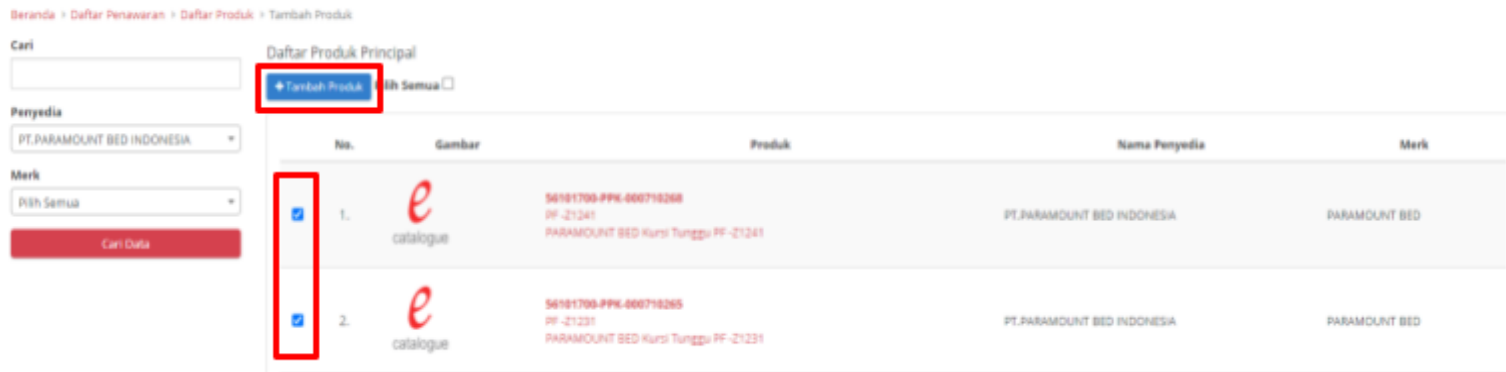 Beranda > Daftar Penawaran > Daftar Produk > Tambah Produk
Cari
Penyedia
PT.PARAMOUNT BED INDONESIA
Merk
Pilih Semua
Cari Data
Daftar Produk Principal
+Tambah Produk
lih Semua
No. Gambar Produk Nama Penyedia Merk
1. e catalogue
56101700-PPK-000710268
PF -Z1241
PARAMOUNT BED Kursi Tunggu PF -Z1241
PT.PARAMOUNT BED INDONESIA
PARAMOUNT BED
2. e catalogue
56101700-PPK-000710265
PF -Z1231
PARAMOUNT BED Kursi Tunggu PF -Z1231
PT.PARAMOUNT BED INDONESIA
PARAMOUNT BED